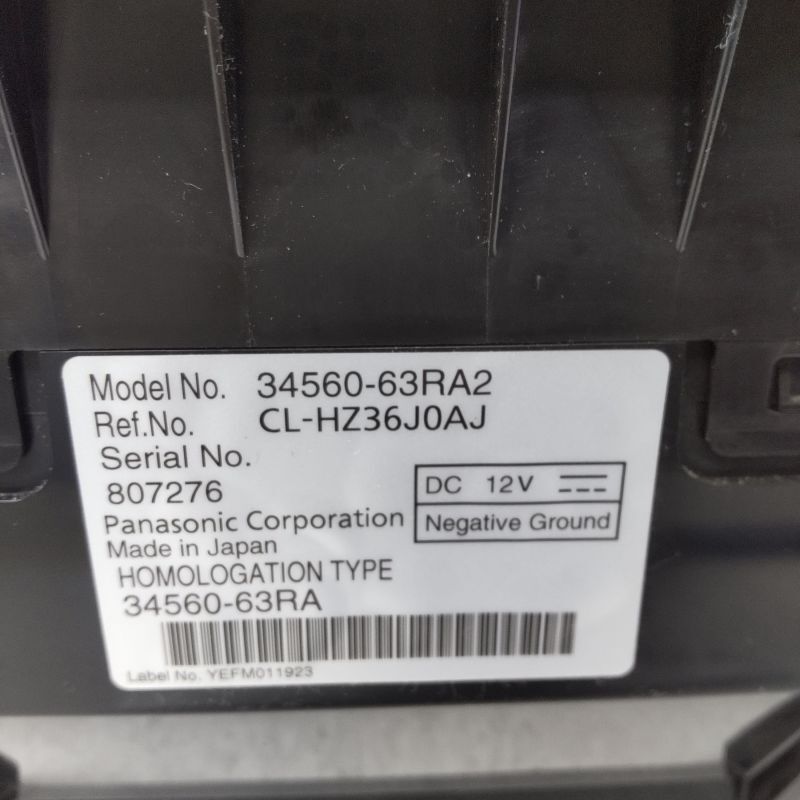 Model No. 34560-63RA2
Ref.No. CL-HZ36J0AJ
Serial No.
807276
DC 12V
Negative Ground
Panasonic Corporation
Made in Japan
HOMOLOGATION TYPE
34560-63RA
Label No. YEFM011923